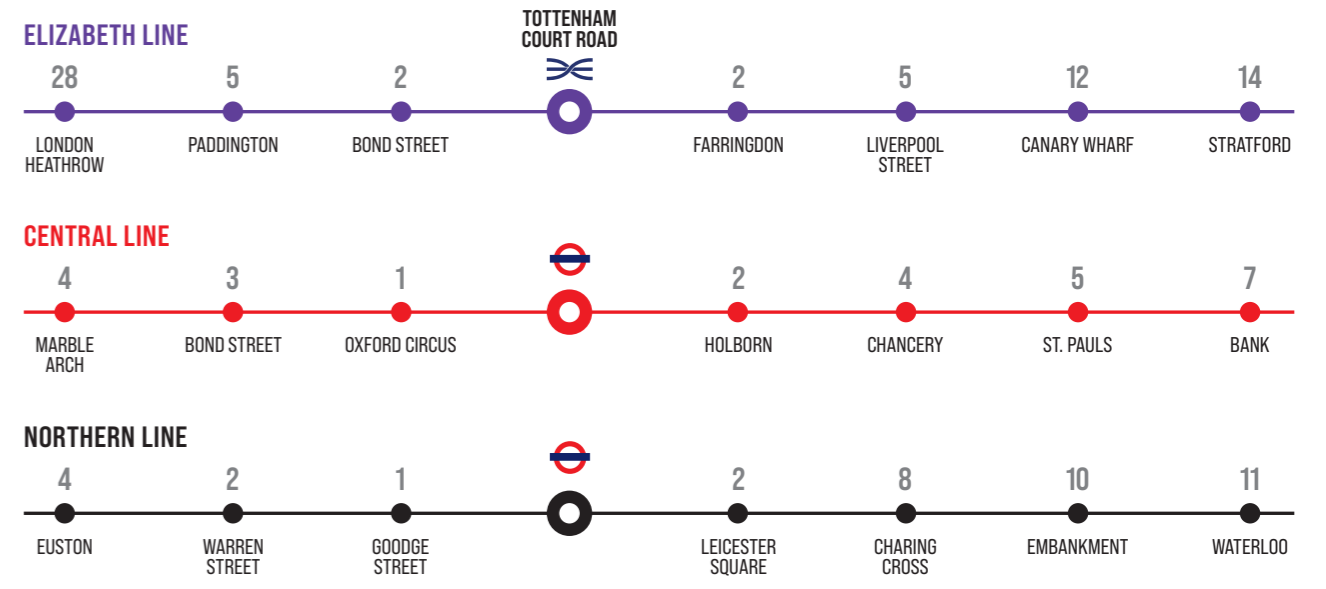 TOTTENHAM
COURT ROAD
ELIZABETH LINE
28 5 2 2 5 12 14
LONDON PADDINGTON BOND STREET FARRINGDON LIVERPOOL CANARY WHARF STRATFORD
HEATHROW STREET
CENTRAL LINE
4 3 1 2 4 5 7
MARBLE BOND STREET OXFORD CIRCUS HOLBORN CHANCERY ST. PAULS BANK
ARCH
NORTHERN LINE
4 2 1 2 8 10 11
EUSTON WARREN GOODGE LEICESTER CHARING EMBANKMENT WATERLOO
STREET STREET SQUARE CROSS